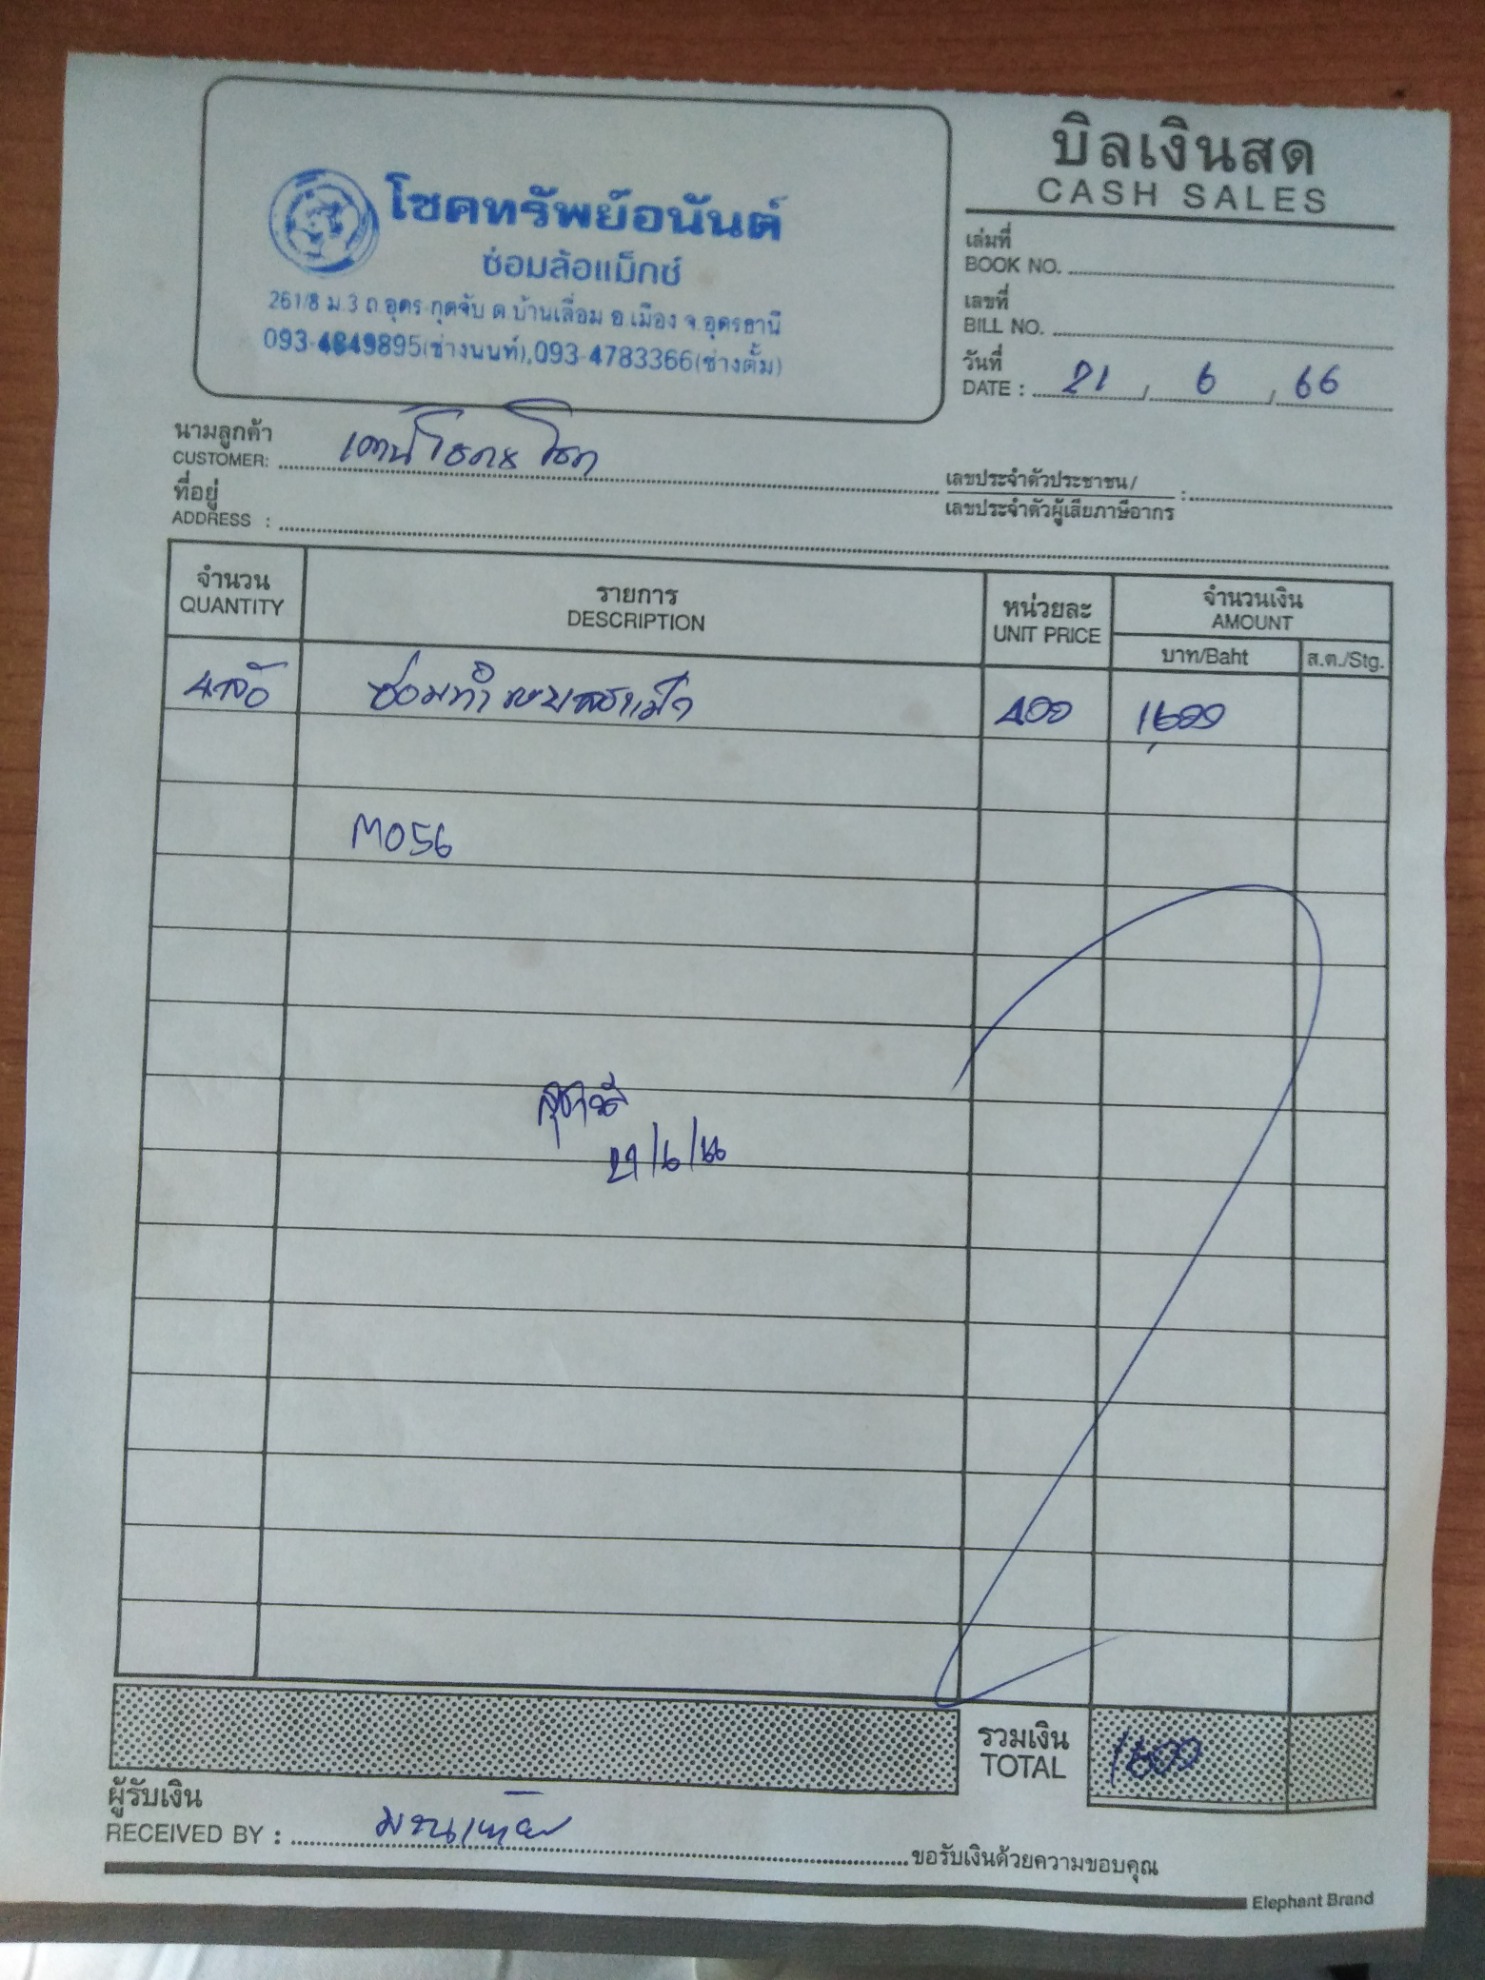 บิลเงินสด
CASH SALES
โชคทรัพย์อนันต์
ซ่อมล้อแม็กซ์
261/8 ม.3 ถ.อุดร-กุดจับ ต.บ้านเลื่อม อ.เมือง จ.อุดรธานี
093-4849895(ช่างนนท์),093-4783366(ช่างตั้ม)
เล่มที่
BOOK NO.
เลขที่
BILL NO.
วันที่
DATE : 21 / 6 / 66
นามลูกค้า
CUSTOMER:
เลขประจำตัวประชาชน/
เลขประจำตัวผู้เสียภาษีอากร :
ที่อยู่
ADDRESS :
จำนวน รายการ หน่วยละ จำนวนเงิน
QUANTITY DESCRIPTION UNIT PRICE AMOUNT
บาท/Baht ส.ต./Stg.
4 ล้อ 400 1,600
M056
21/6/66
รวมเงิน
TOTAL 1600
ผู้รับเงิน
RECEIVED BY :
ขอรับเงินด้วยความขอบคุณ
Elephant Brand